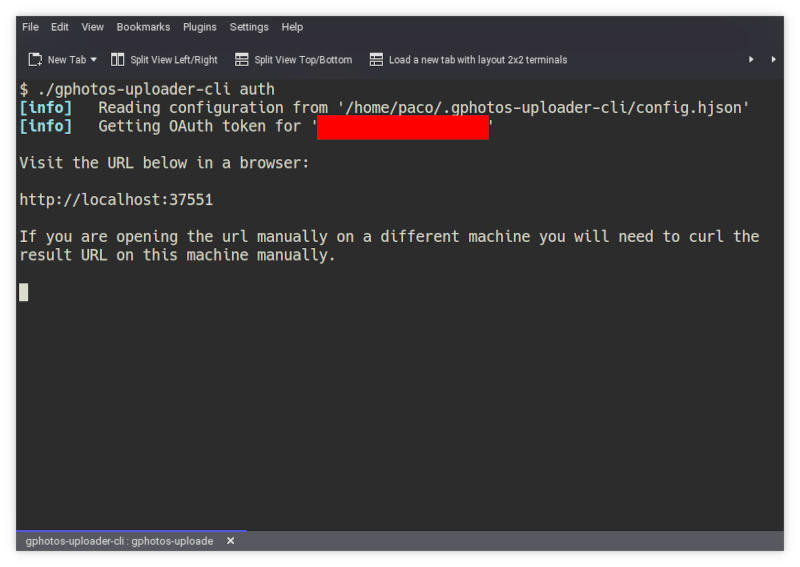 File Edit View Bookmarks Plugins Settings Help
New Tab Split View Left/Right Split View Top/Bottom Load a new tab with layout 2x2 terminals
$ ./gphotos-uploader-cli auth
[info] Reading configuration from '/home/paco/.gphotos-uploader-cli/config.hjson'
[info] Getting OAuth token for ' '
Visit the URL below in a browser:
http://localhost:37551
If you are opening the url manually on a different machine you will need to curl the
result URL on this machine manually.
gphotos-uploader-cli : gphotos-uploade